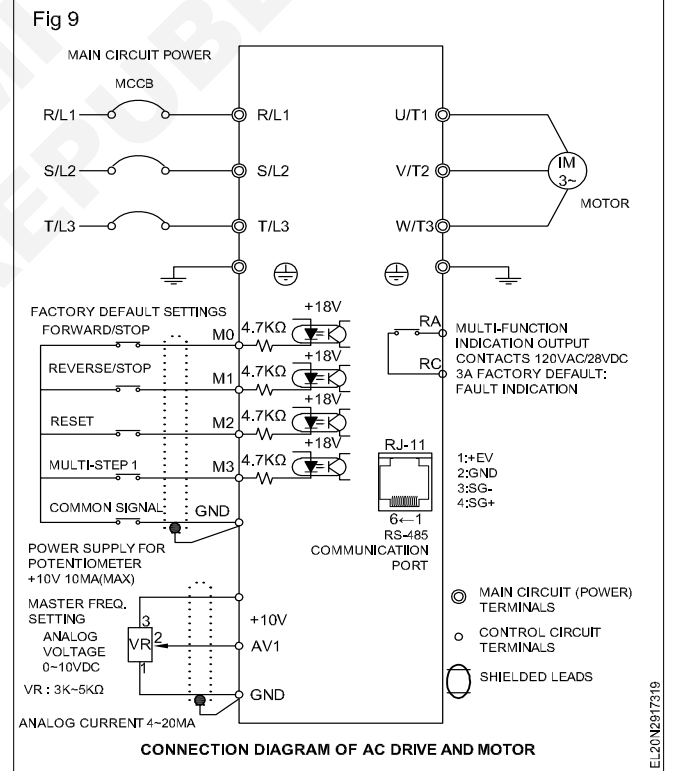 Fig 9
MAIN CIRCUIT POWER
MCCB
R/L1
R/L1
U/T1
S/L2
S/L2
V/T2
IM
3~
MOTOR
T/L3
T/L3
W/T3
FACTORY DEFAULT SETTINGS
FORWARD/STOP
M0
4.7KΩ
+18V
REVERSE/STOP
M1
4.7KΩ
+18V
RESET
M2
4.7KΩ
+18V
MULTI-STEP 1
M3
4.7KΩ
+18V
COMMON SIGNAL
GND
RA
RC
MULTI-FUNCTION
INDICATION OUTPUT
CONTACTS 120VAC/28VDC
3A FACTORY DEFAULT:
FAULT INDICATION
RJ-11
6←1
RS-485
COMMUNICATIION
PORT
1:+EV
2:GND
3:SG-
4:SG+
POWER SUPPLY FOR
POTENTIOMETER
+10V 10MA(MAX)
MASTER FREQ.
SETTING
ANALOG
VOLTAGE
0~10VDC
VR : 3K~5KΩ
3
VR
2
1
+10V
AV1
GND
ANALOG CURRENT 4~20MA
MAIN CIRCUIT (POWER)
TERMINALS
CONTROL CIRCUIT
TERMINALS
SHIELDED LEADS
CONNECTION DIAGRAM OF AC DRIVE AND MOTOR
EL20N2917319